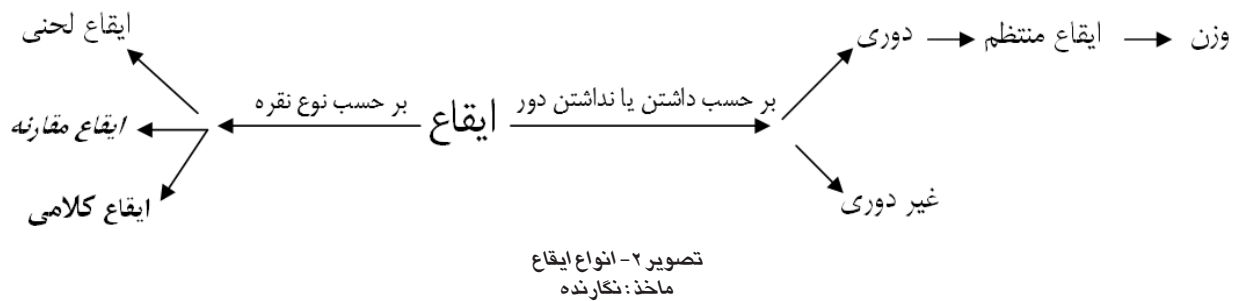 ایقاع
بر حسب داشتن یا نداشتن دور
دوری
ایقاع منتظم
وزن
غیر دوری
بر حسب نوع نقره
ایقاع لحنی
ایقاع مقارنه
ایقاع کلامی
تصویر ۲- انواع ایقاع
ماخذ: نگارنده